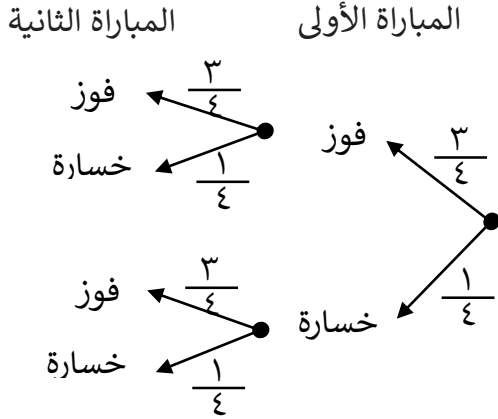 المباراة الأولى
المباراة الثانية
فوز
٣/٤
خسارة
١/٤
فوز
٣/٤
خسارة
١/٤
فوز
٣/٤
خسارة
١/٤